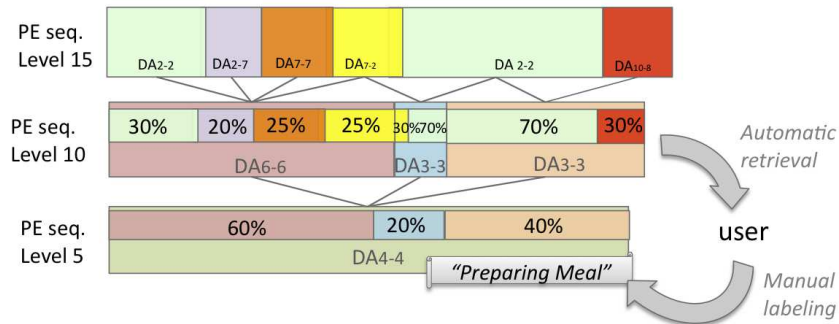 PE seq.
Level 15
DA2-2 DA2-7 DA7-7 DA7-2 DA 2-2 DA10-8
PE seq.
Level 10
30% 20% 25% 25% 30% 70% 70% 30%
DA6-6 DA3-3 DA3-3
Automatic
retrieval
PE seq.
Level 5
60% 20% 40%
DA4-4
user
“Preparing Meal”
Manual
labeling